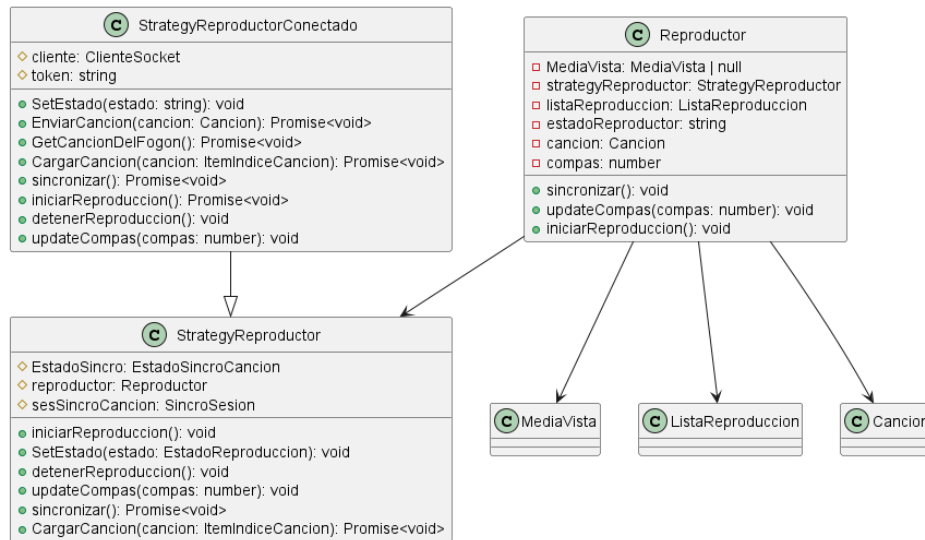 C StrategyReproductorConectado
cliente: ClienteSocket
token: string
SetEstado(estado: string): void
EnviarCancion(cancion: Cancion): Promise<void>
GetCancionDelFogon(): Promise<void>
CargarCancion(cancion: ItemIndiceCancion): Promise<void>
sincronizar(): Promise<void>
iniciarReproduccion(): Promise<void>
detenerReproduccion(): void
updateCompas(compas: number): void
C Reproductor
MediaVista: MediaVista | null
strategyReproductor: StrategyReproductor
listaReproduccion: ListaReproduccion
estadoReproductor: string
cancion: Cancion
compas: number
sincronizar(): void
updateCompas(compas: number): void
iniciarReproduccion(): void
C StrategyReproductor
EstadoSincro: EstadoSincroCancion
reproductor: Reproductor
sesSincroCancion: SincroSesion
iniciarReproduccion(): void
SetEstado(estado: EstadoReproduccion): void
detenerReproduccion(): void
updateCompas(compas: number): void
sincronizar(): Promise<void>
CargarCancion(cancion: ItemIndiceCancion): Promise<void>
C MediaVista
C ListaReproduccion
C Cancion